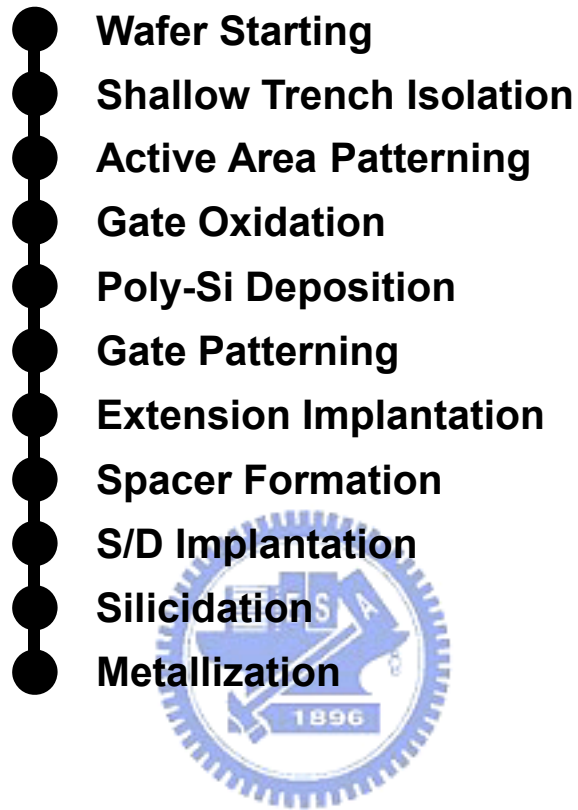 Wafer Starting
Shallow Trench Isolation
Active Area Patterning
Gate Oxidation
Poly-Si Deposition
Gate Patterning
Extension Implantation
Spacer Formation
S/D Implantation
Silicidation
Metallization
ESA
1896